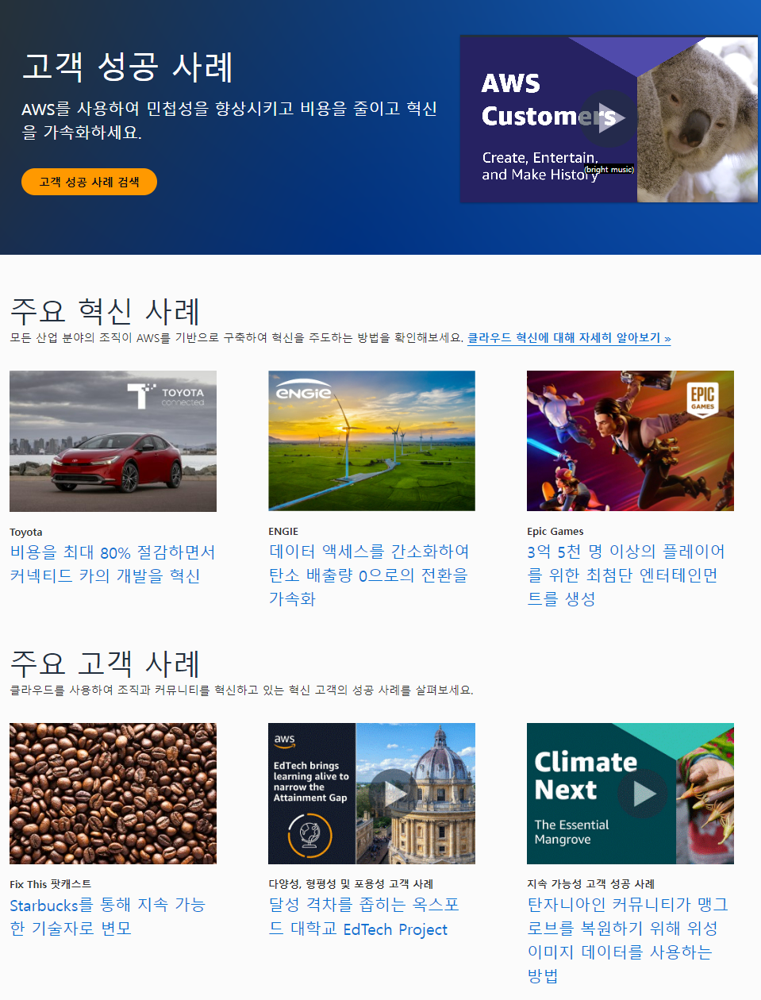 고객 성공 사례
AWS를 사용하여 민첩성을 향상시키고 비용을 줄이고 혁신
을 가속화하세요.
고객 성공 사례 검색
AWS
Customers
Create, Entertain,
and Make History
(bright music)
주요 혁신 사례
모든 산업 분야의 조직이 AWS를 기반으로 구축하여 혁신을 주도하는 방법을 확인해보세요. 클라우드 혁신에 대해 자세히 알아보기 »
TOYOTA
connected
ENGIE
EPIC
GAMES
Toyota
비용을 최대 80% 절감하면서
커넥티드 카의 개발을 혁신
ENGIE
데이터 액세스를 간소화하여
탄소 배출량 0으로의 전환을
가속화
Epic Games
3억 5천 명 이상의 플레이어
를 위한 최첨단 엔터테인먼
트를 생성
주요 고객 사례
클라우드를 사용하여 조직과 커뮤니티를 혁신하고 있는 혁신 고객의 성공 사례를 살펴보세요.
aws
EdTech brings
learning alive to
narrow the
Attainment Gap
Climate
Next
The Essential
Mangrove
Fix This 팟캐스트
Starbucks를 통해 지속 가능
한 기술자로 변모
다양성, 형평성 및 포용성 고객 사례
달성 격차를 좁히는 옥스포
드 대학교 EdTech Project
지속 가능성 고객 성공 사례
탄자니아인 커뮤니티가 맹그
로브를 복원하기 위해 위성
이미지 데이터를 사용하는
방법